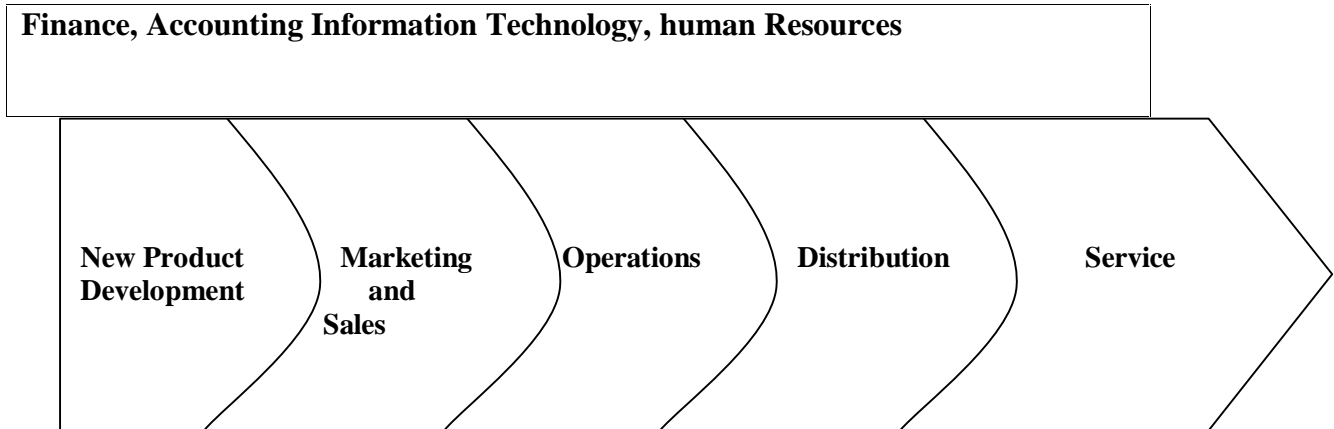 Finance, Accounting Information Technology, human Resources
New Product
Development
Marketing
and
Sales
Operations
Distribution
Service